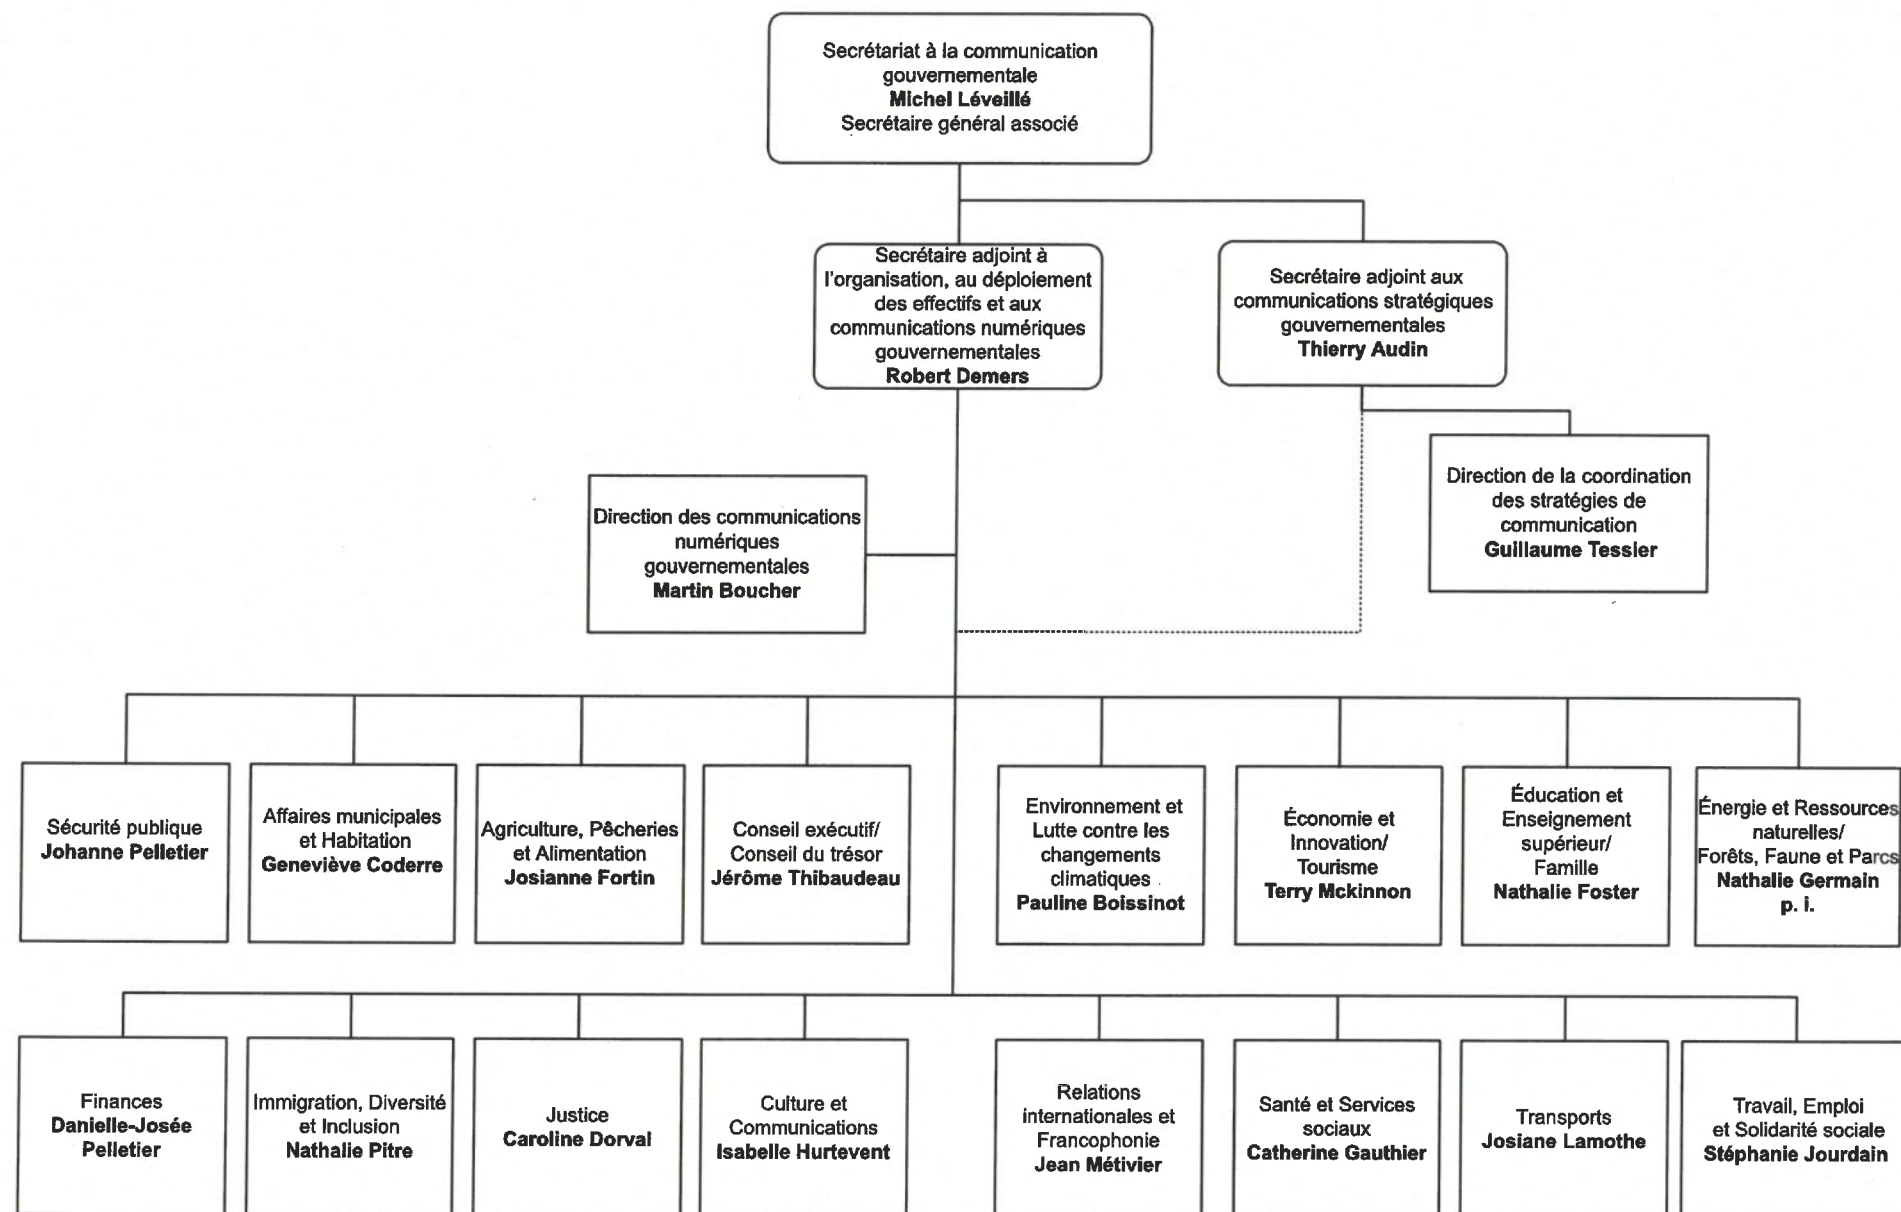 Secrétariat à la communication
gouvernementale
Michel Léveillé
Secrétaire général associé
Secrétaire adjoint à
l'organisation, au déploiement
des effectifs et aux
communications numériques
gouvernementales
Robert Demers
Secrétaire adjoint aux
communications stratégiques
gouvernementales
Thierry Audin
Direction de la coordination
des stratégies de
communication
Guillaume Tessier
Direction des communications
numériques
gouvernementales
Martin Boucher
Sécurité publique
Johanne Pelletier
Affaires municipales
et Habitation
Geneviève Coderre
Agriculture, Pêcheries
et Alimentation
Josianne Fortin
Conseil exécutif/
Conseil du trésor
Jérôme Thibaudeau
Environnement et
Lutte contre les
changements
climatiques
Pauline Boissinot
Économie et
Innovation/
Tourisme
Terry Mckinnon
Éducation et
Enseignement
supérieur/
Famille
Nathalie Foster
Énergie et Ressources
naturelles/
Forêts, Faune et Parcs
Nathalie Germain
p. i.
Finances
Danielle-Josée
Pelletier
Immigration, Diversité
et Inclusion
Nathalie Pitre
Justice
Caroline Dorval
Culture et
Communications
Isabelle Hurtevent
Relations
internationales et
Francophonie
Jean Métivier
Santé et Services
sociaux
Catherine Gauthier
Transports
Josiane Lamothe
Travail, Emploi
et Solidarité sociale
Stéphanie Jourdain